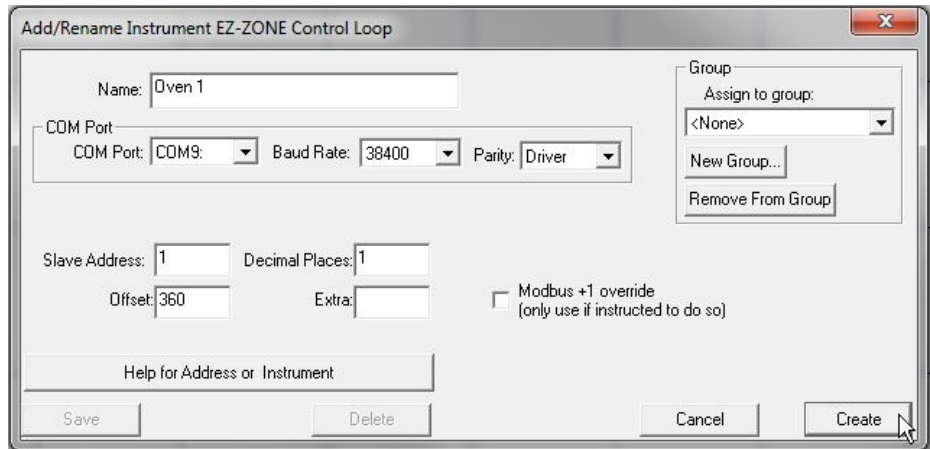 Add/Rename Instrument EZ-ZONE Control Loop
Name: Oven 1
Group
Assign to group:
<None>
New Group...
Remove From Group
COM Port
COM Port: COM9: Baud Rate: 38400 Parity: Driver
Slave Address: 1 Decimal Places: 1
Offset: 360 Extra:
Modbus +1 override
(only use if instructed to do so)
Help for Address or Instrument
Save Delete Cancel Create